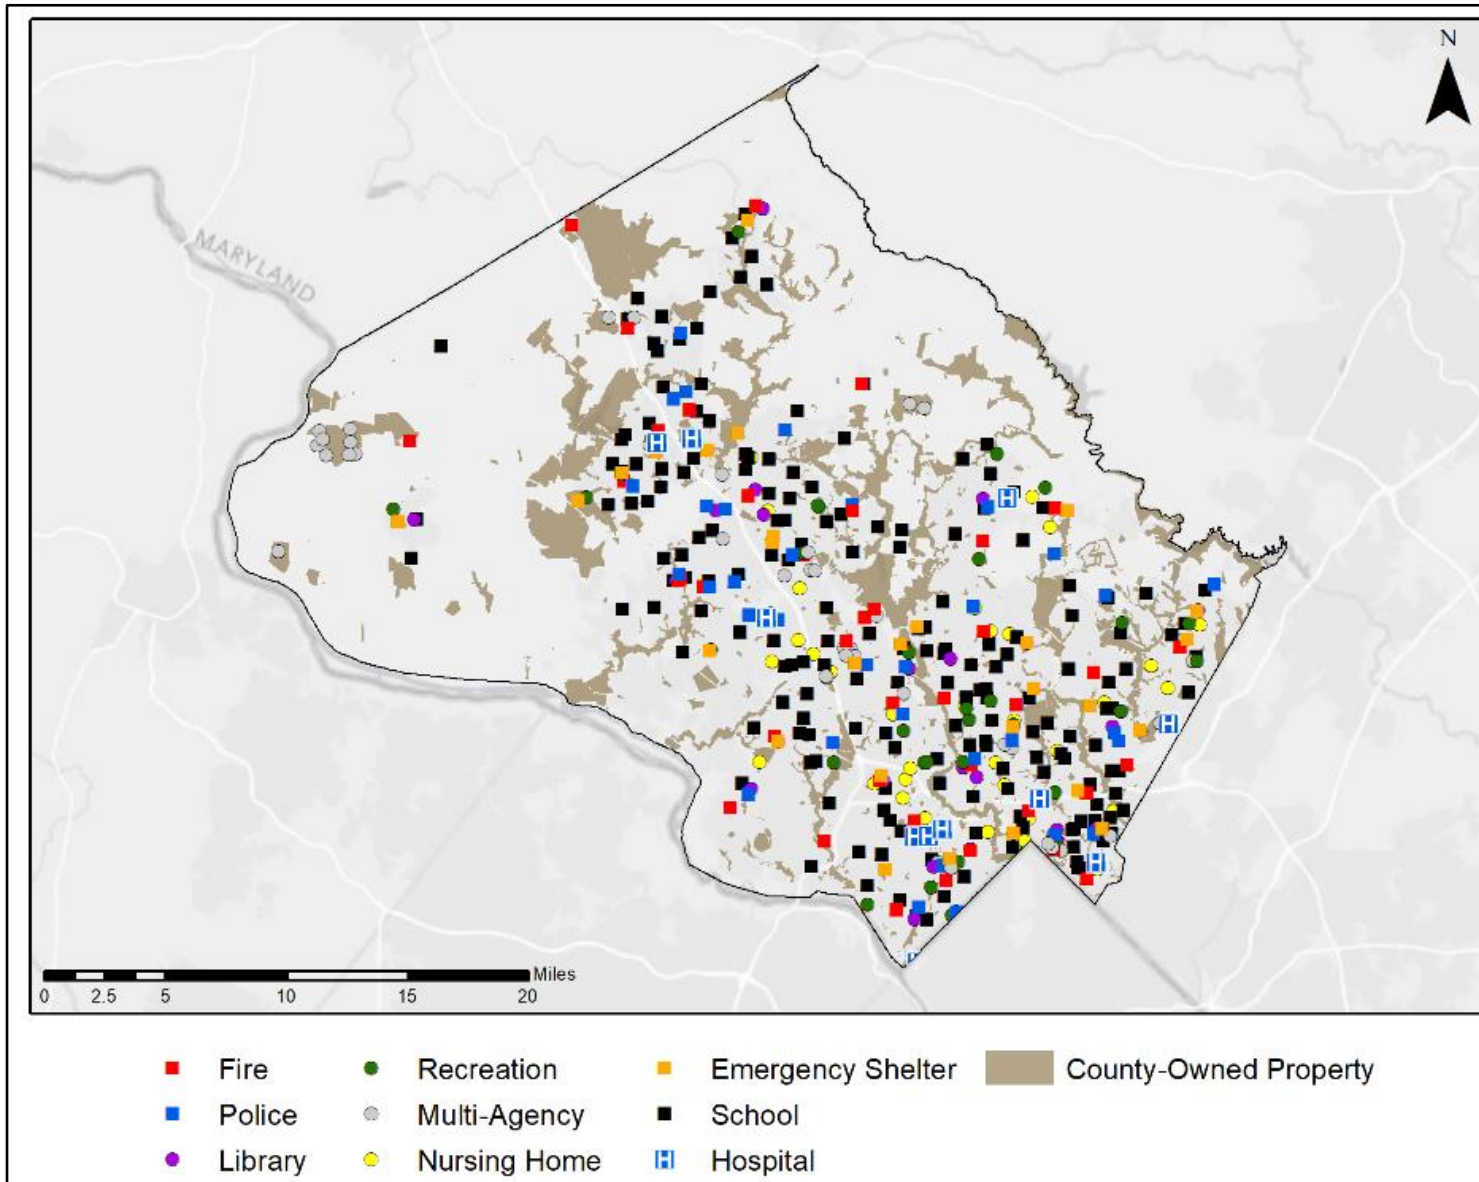 N
MARYLAND
Miles
0 2.5 5 10 15 20
Fire Recreation Emergency Shelter County-Owned Property
Police Multi-Agency School
Library Nursing Home H Hospital